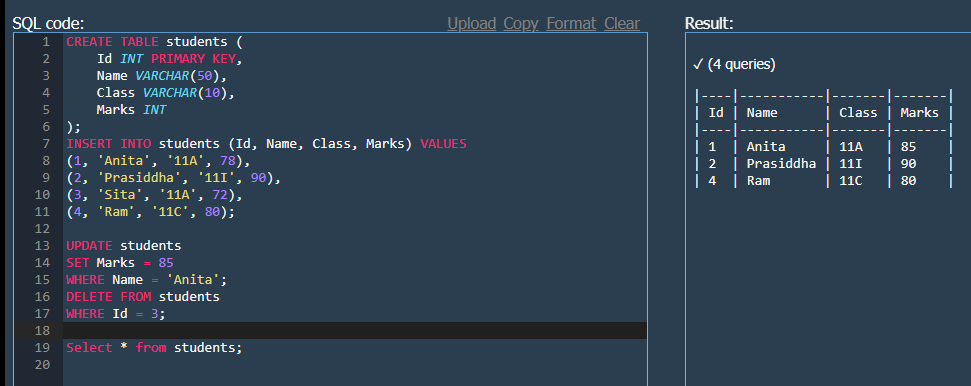 SQL code:
Upload Copy Format Clear
1 CREATE TABLE students (
2     Id INT PRIMARY KEY,
3     Name VARCHAR(50),
4     Class VARCHAR(10),
5     Marks INT
6 );
7 INSERT INTO students (Id, Name, Class, Marks) VALUES
8 (1, 'Anita', '11A', 78),
9 (2, 'Prasiddha', '11I', 90),
10 (3, 'Sita', '11A', 72),
11 (4, 'Ram', '11C', 80);
12
13 UPDATE students
14 SET Marks = 85
15 WHERE Name = 'Anita';
16 DELETE FROM students
17 WHERE Id = 3;
18
19 Select * from students;
20
Result:
✓ (4 queries)
|----|-----------|-------|-------|
| Id | Name      | Class | Marks |
|----|-----------|-------|-------|
| 1  | Anita     | 11A   | 85    |
| 2  | Prasiddha | 11I   | 90    |
| 4  | Ram       | 11C   | 80    |